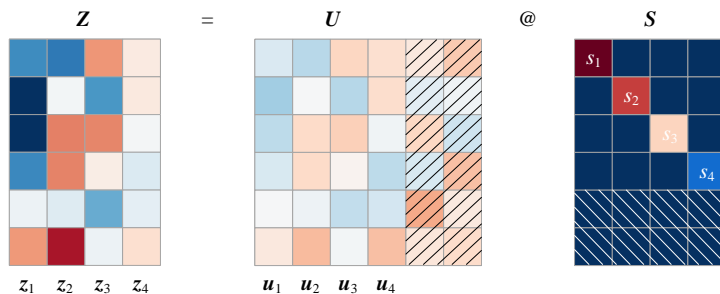 Z = U @ S
s₁
s₂
s₃
s₄
z₁ z₂ z₃ z₄ u₁ u₂ u₃ u₄